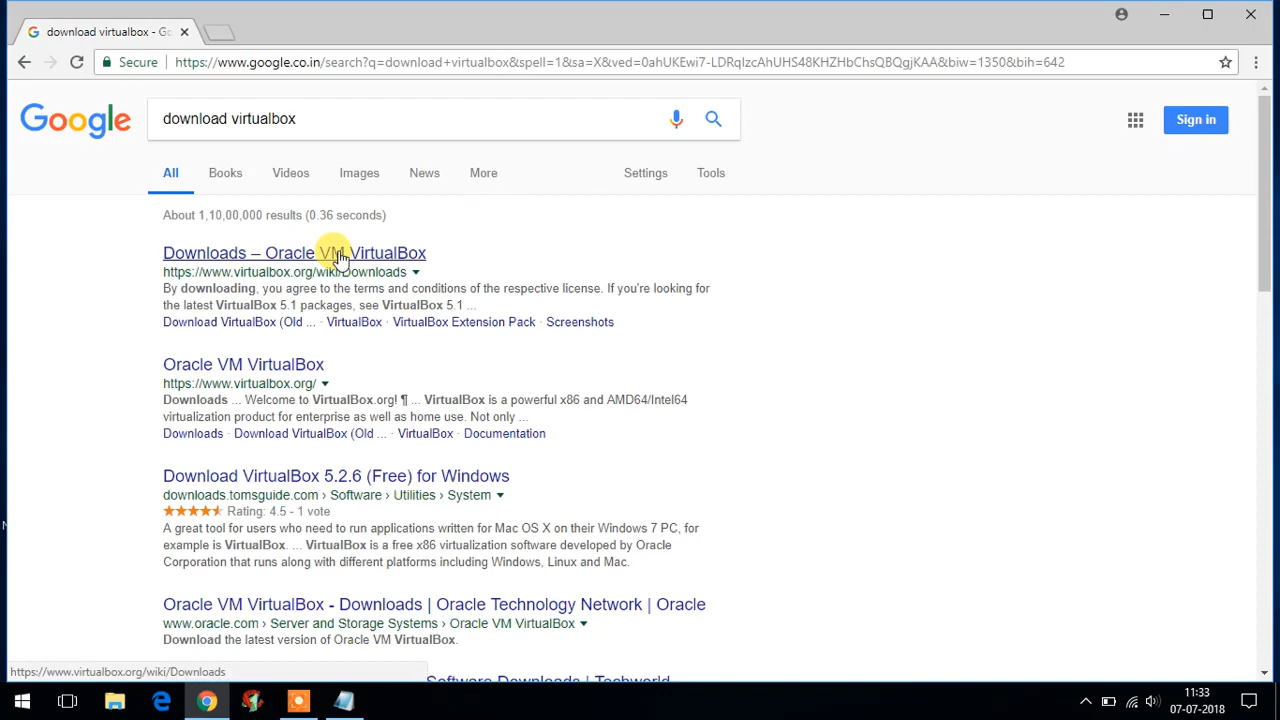 download virtualbox - Go
Secure https://www.google.co.in/search?q=download+virtualbox&spell=1&sa=X&ved=0ahUKEwi7-LDRqIzcAhUHS48KHZHbChsQBQgjKAA&biw=1350&bih=642
Google
download virtualbox
Sign in
All Books Videos Images News More Settings Tools
About 1,10,00,000 results (0.36 seconds)
Downloads – Oracle VM VirtualBox
https://www.virtualbox.org/wiki/Downloads
By downloading, you agree to the terms and conditions of the respective license. If you're looking for
the latest VirtualBox 5.1 packages, see VirtualBox 5.1 ...
Download VirtualBox (Old ... · VirtualBox · VirtualBox Extension Pack · Screenshots
Oracle VM VirtualBox
https://www.virtualbox.org/
Downloads ... Welcome to VirtualBox.org! ¶ ... VirtualBox is a powerful x86 and AMD64/Intel64
virtualization product for enterprise as well as home use. Not only ...
Downloads · Download VirtualBox (Old ... · VirtualBox · Documentation
Download VirtualBox 5.2.6 (Free) for Windows
downloads.tomsguide.com › Software › Utilities › System
Rating: 4.5 - 1 vote
A great tool for users who need to run applications written for Mac OS X on their Windows 7 PC, for
example is VirtualBox. ... VirtualBox is a free x86 virtualization software developed by Oracle
Corporation that runs along with different platforms including Windows, Linux and Mac.
Oracle VM VirtualBox - Downloads | Oracle Technology Network | Oracle
www.oracle.com › Server and Storage Systems › Oracle VM VirtualBox
Download the latest version of Oracle VM VirtualBox.
https://www.virtualbox.org/wiki/Downloads
Software Downloads | Techworld
11:33
07-07-2018